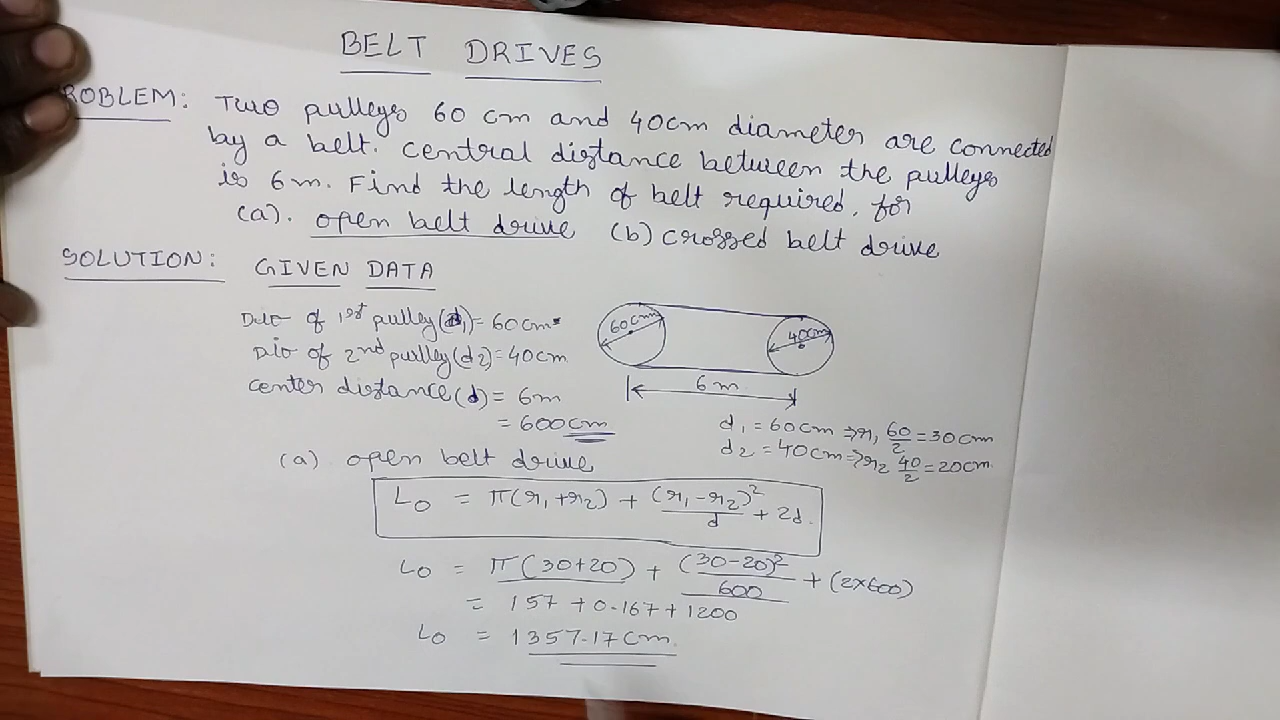 BELT DRIVES
ROBLEM: Two pulleys 60 cm and 40cm diameter are connected
by a belt. central distance between the pulleys
is 6m. Find the length of belt required, for
(a). open belt drive (b) crossed belt drive
SOLUTION: GIVEN DATA
Dia of 1st pulley (d1) = 60cm
Dia of 2nd pulley (d2) = 40cm
center distance (d) = 6m
= 600cm
60cm
40cm
6m
d1 = 60cm ⇒ r1 60/2 = 30cm
d2 = 40cm ⇒ r2 40/2 = 20cm.
(a) open belt drive
LO = π(r1 + r2) + (r1 - r2)²/d + 2d.
LO = π(30+20) + (30-20)²/600 + (2×600)
= 157 + 0.167 + 1200
LO = 1357.17cm.